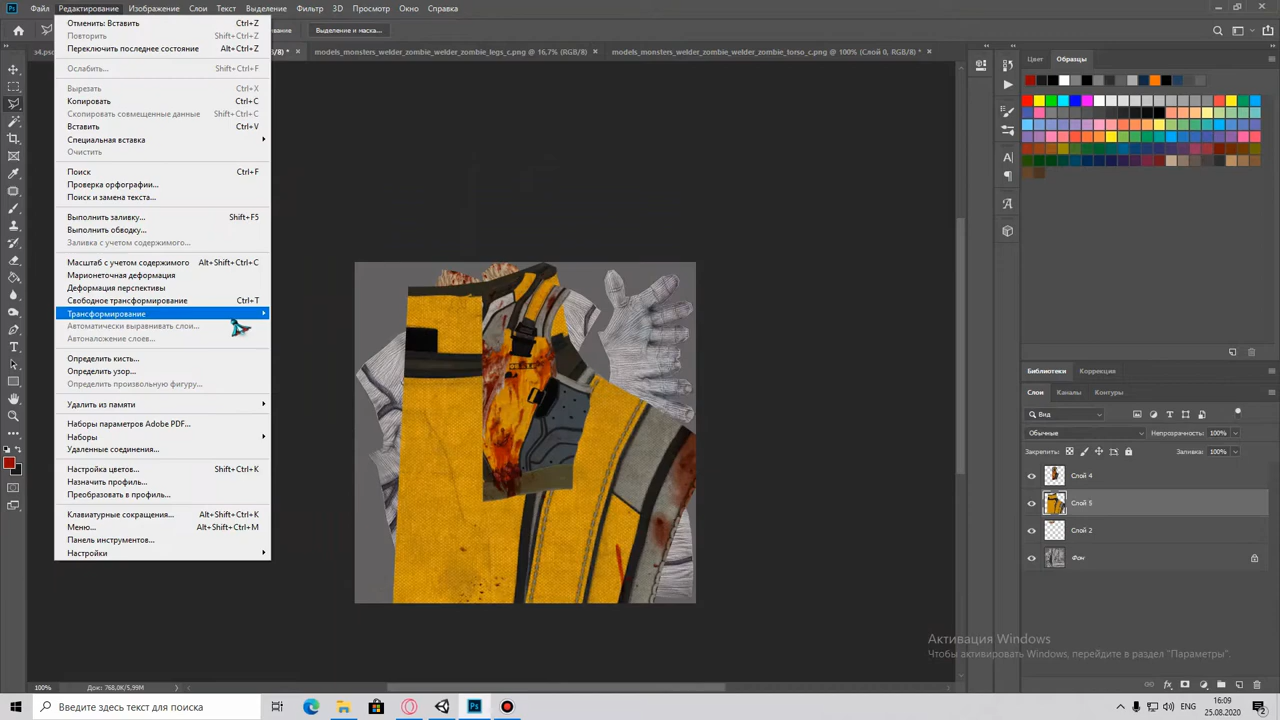 Файл Редактирование Изображение Слои Текст Выделение Фильтр 3D Просмотр Окно Справка
Выделение и маска...
models_monsters_welder_zombie_welder_zombie_legs_c.png @ 16,7% (RGB/8) ×
models_monsters_welder_zombie_welder_zombie_torso_c.png @ 100% (Слой 0, RGB/8) * ×
Отменить: Вставить Ctrl+Z
Повторить Shift+Ctrl+Z
Переключить последнее состояние Alt+Ctrl+Z
Ослабить... Shift+Ctrl+F
Вырезать Ctrl+X
Копировать Ctrl+C
Скопировать совмещенные данные Shift+Ctrl+C
Вставить Ctrl+V
Специальная вставка
Очистить
Поиск Ctrl+F
Проверка орфографии...
Поиск и замена текста...
Выполнить заливку... Shift+F5
Выполнить обводку...
Заливка с учетом содержимого...
Масштаб с учетом содержимого Alt+Shift+Ctrl+C
Марионеточная деформация
Деформация перспективы
Свободное трансформирование Ctrl+T
Трансформирование
Автоматически выравнивать слои...
Автоналожение слоев...
Определить кисть...
Определить узор...
Определить произвольную фигуру...
Удалить из памяти
Наборы параметров Adobe PDF...
Наборы
Удаленные соединения...
Настройка цветов... Shift+Ctrl+K
Назначить профиль...
Преобразовать в профиль...
Клавиатурные сокращения... Alt+Shift+Ctrl+K
Меню... Alt+Shift+Ctrl+M
Панель инструментов...
Настройки
Цвет Образцы
Библиотеки Коррекция
Слои Каналы Контуры
Вид
Обычные Непрозрачность: 100%
Закрепить: Заливка: 100%
Слой 4
Слой 5
Слой 2
Фон
Активация Windows
Чтобы активировать Windows, перейдите в раздел "Параметры".
100% Док: 768,0K/5,99M
Введите здесь текст для поиска
ENG
16:09
25.08.2020
2